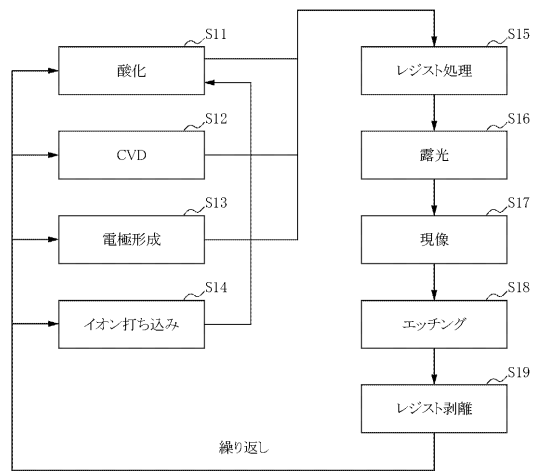 S11
酸化
S12
CVD
S13
電極形成
S14
イオン打ち込み
S15
レジスト処理
S16
露光
S17
現像
S18
エッチング
S19
レジスト剥離
繰り返し